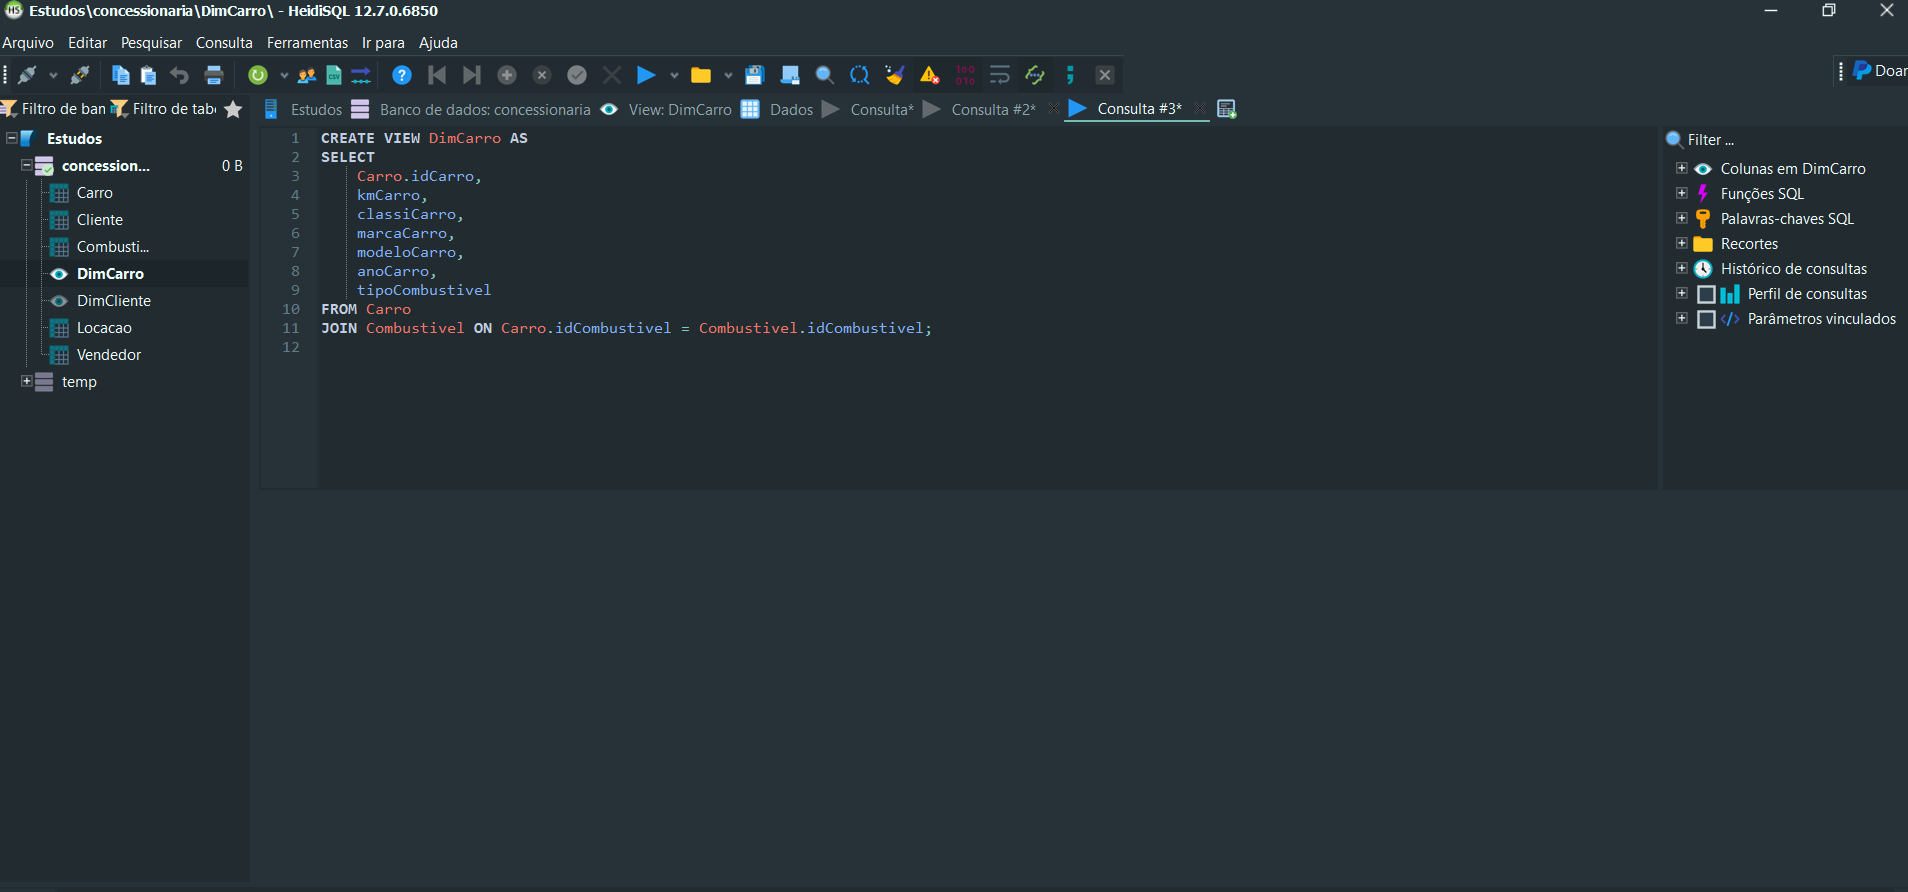 Estudos\concessionaria\DimCarro\ - HeidiSQL 12.7.0.6850
Arquivo Editar Pesquisar Consulta Ferramentas Ir para Ajuda
Doar
Filtro de ban Filtro de tabe
Estudos Banco de dados: concessionaria View: DimCarro Dados Consulta* Consulta #2* Consulta #3*
Estudos
concession... 0 B
Carro
Cliente
Combusti...
DimCarro
DimCliente
Locacao
Vendedor
temp
1 CREATE VIEW DimCarro AS
2 SELECT
3 Carro.idCarro,
4 kmCarro,
5 classiCarro,
6 marcaCarro,
7 modeloCarro,
8 anoCarro,
9 tipoCombustivel
10 FROM Carro
11 JOIN Combustivel ON Carro.idCombustivel = Combustivel.idCombustivel;
12
Filter ...
Colunas em DimCarro
Funções SQL
Palavras-chaves SQL
Recortes
Histórico de consultas
Perfil de consultas
Parâmetros vinculados